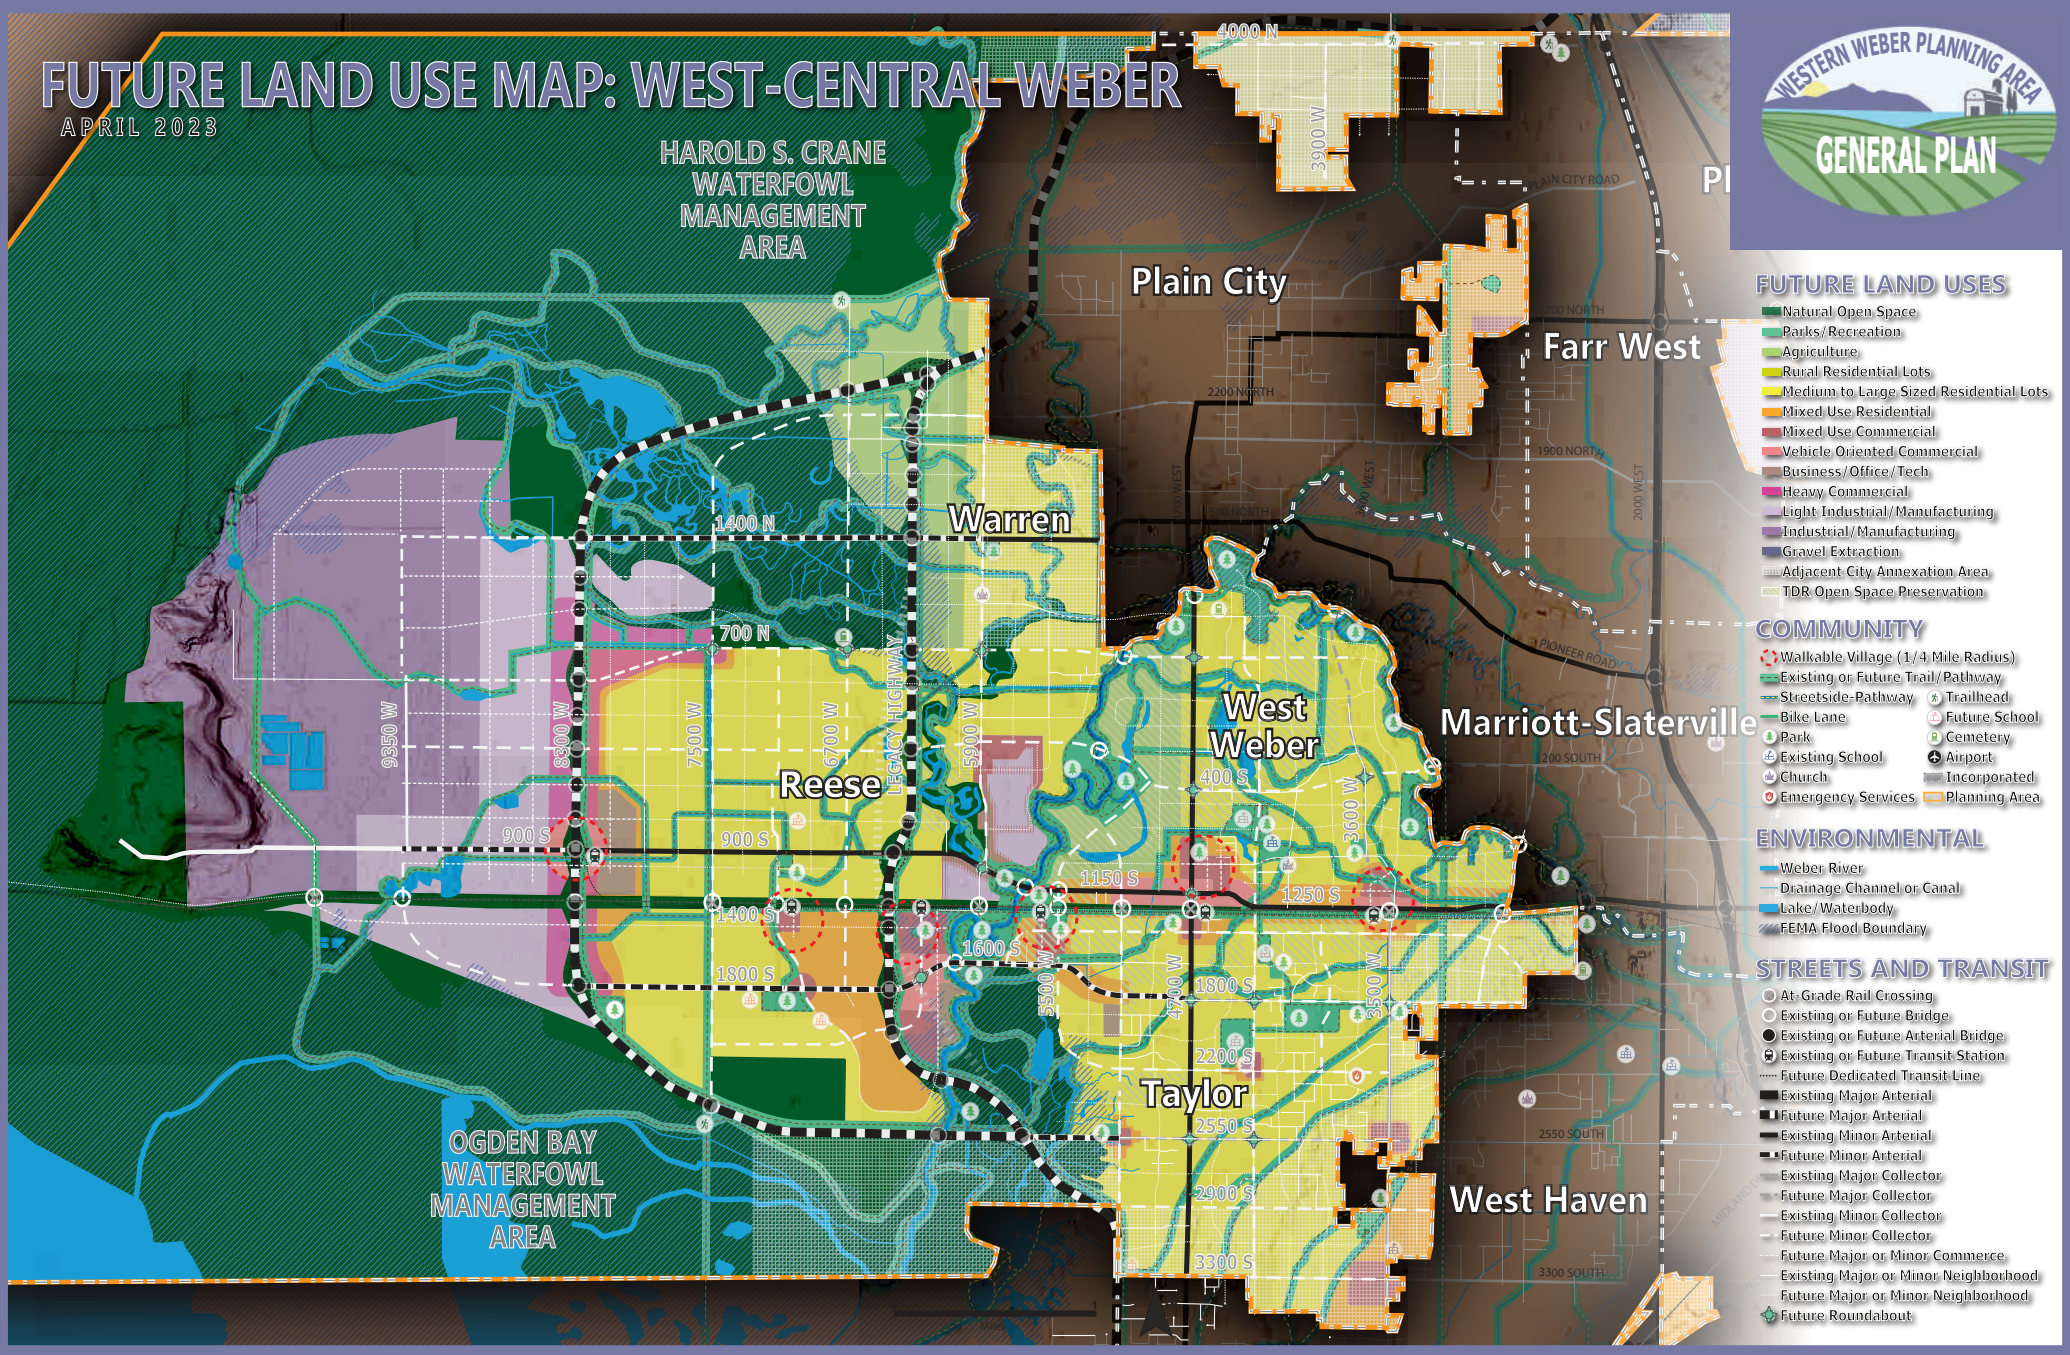 FUTURE LAND USE MAP: WEST-CENTRAL WEBER
APRIL 2023
HAROLD S. CRANE
WATERFOWL
MANAGEMENT
AREA
4000 N
3900 W
PLAIN CITY ROAD
Pl
WESTERN WEBER PLANNING AREA
GENERAL PLAN
Plain City
2700 NORTH
Farr West
2200 NORTH
1900 NORTH
2000 WEST
Warren
1400 N
PIONEER ROAD
700 N
LEGACY HIGHWAY
9350 W
8300 W
7500 W
6700 W
5900 W
West
Weber
Marriott-Slaterville
200 SOUTH
Reese
400 S
3600 W
900 S
900 S
1150 S
1250 S
1400 S
1600 S
1800 S
5500 W
4700 W
1800 S
3500 W
2200 S
Taylor
2550 S
2550 SOUTH
OGDEN BAY
WATERFOWL
MANAGEMENT
AREA
2900 S
West Haven
3300 S
3300 SOUTH
FUTURE LAND USES
Natural Open Space
Parks/Recreation
Agriculture
Rural Residential Lots
Medium to Large Sized Residential Lots
Mixed Use Residential
Mixed Use Commercial
Vehicle Oriented Commercial
Business/Office/Tech
Heavy Commercial
Light Industrial/Manufacturing
Industrial/Manufacturing
Gravel Extraction
Adjacent City Annexation Area
TDR Open Space Preservation
COMMUNITY
Walkable Village (1/4 Mile Radius)
Existing or Future Trail/Pathway
Streetside-Pathway Trailhead
Bike Lane Future School
Park Cemetery
Existing School Airport
Church Incorporated
Emergency Services Planning Area
ENVIRONMENTAL
Weber River
Drainage Channel or Canal
Lake/Waterbody
FEMA Flood Boundary
STREETS AND TRANSIT
At-Grade Rail Crossing
Existing or Future Bridge
Existing or Future Arterial Bridge
Existing or Future Transit Station
Future Dedicated Transit Line
Existing Major Arterial
Future Major Arterial
Existing Minor Arterial
Future Minor Arterial
Existing Major Collector
Future Major Collector
Existing Minor Collector
Future Minor Collector
Future Major or Minor Commerce
Existing Major or Minor Neighborhood
Future Major or Minor Neighborhood
Future Roundabout